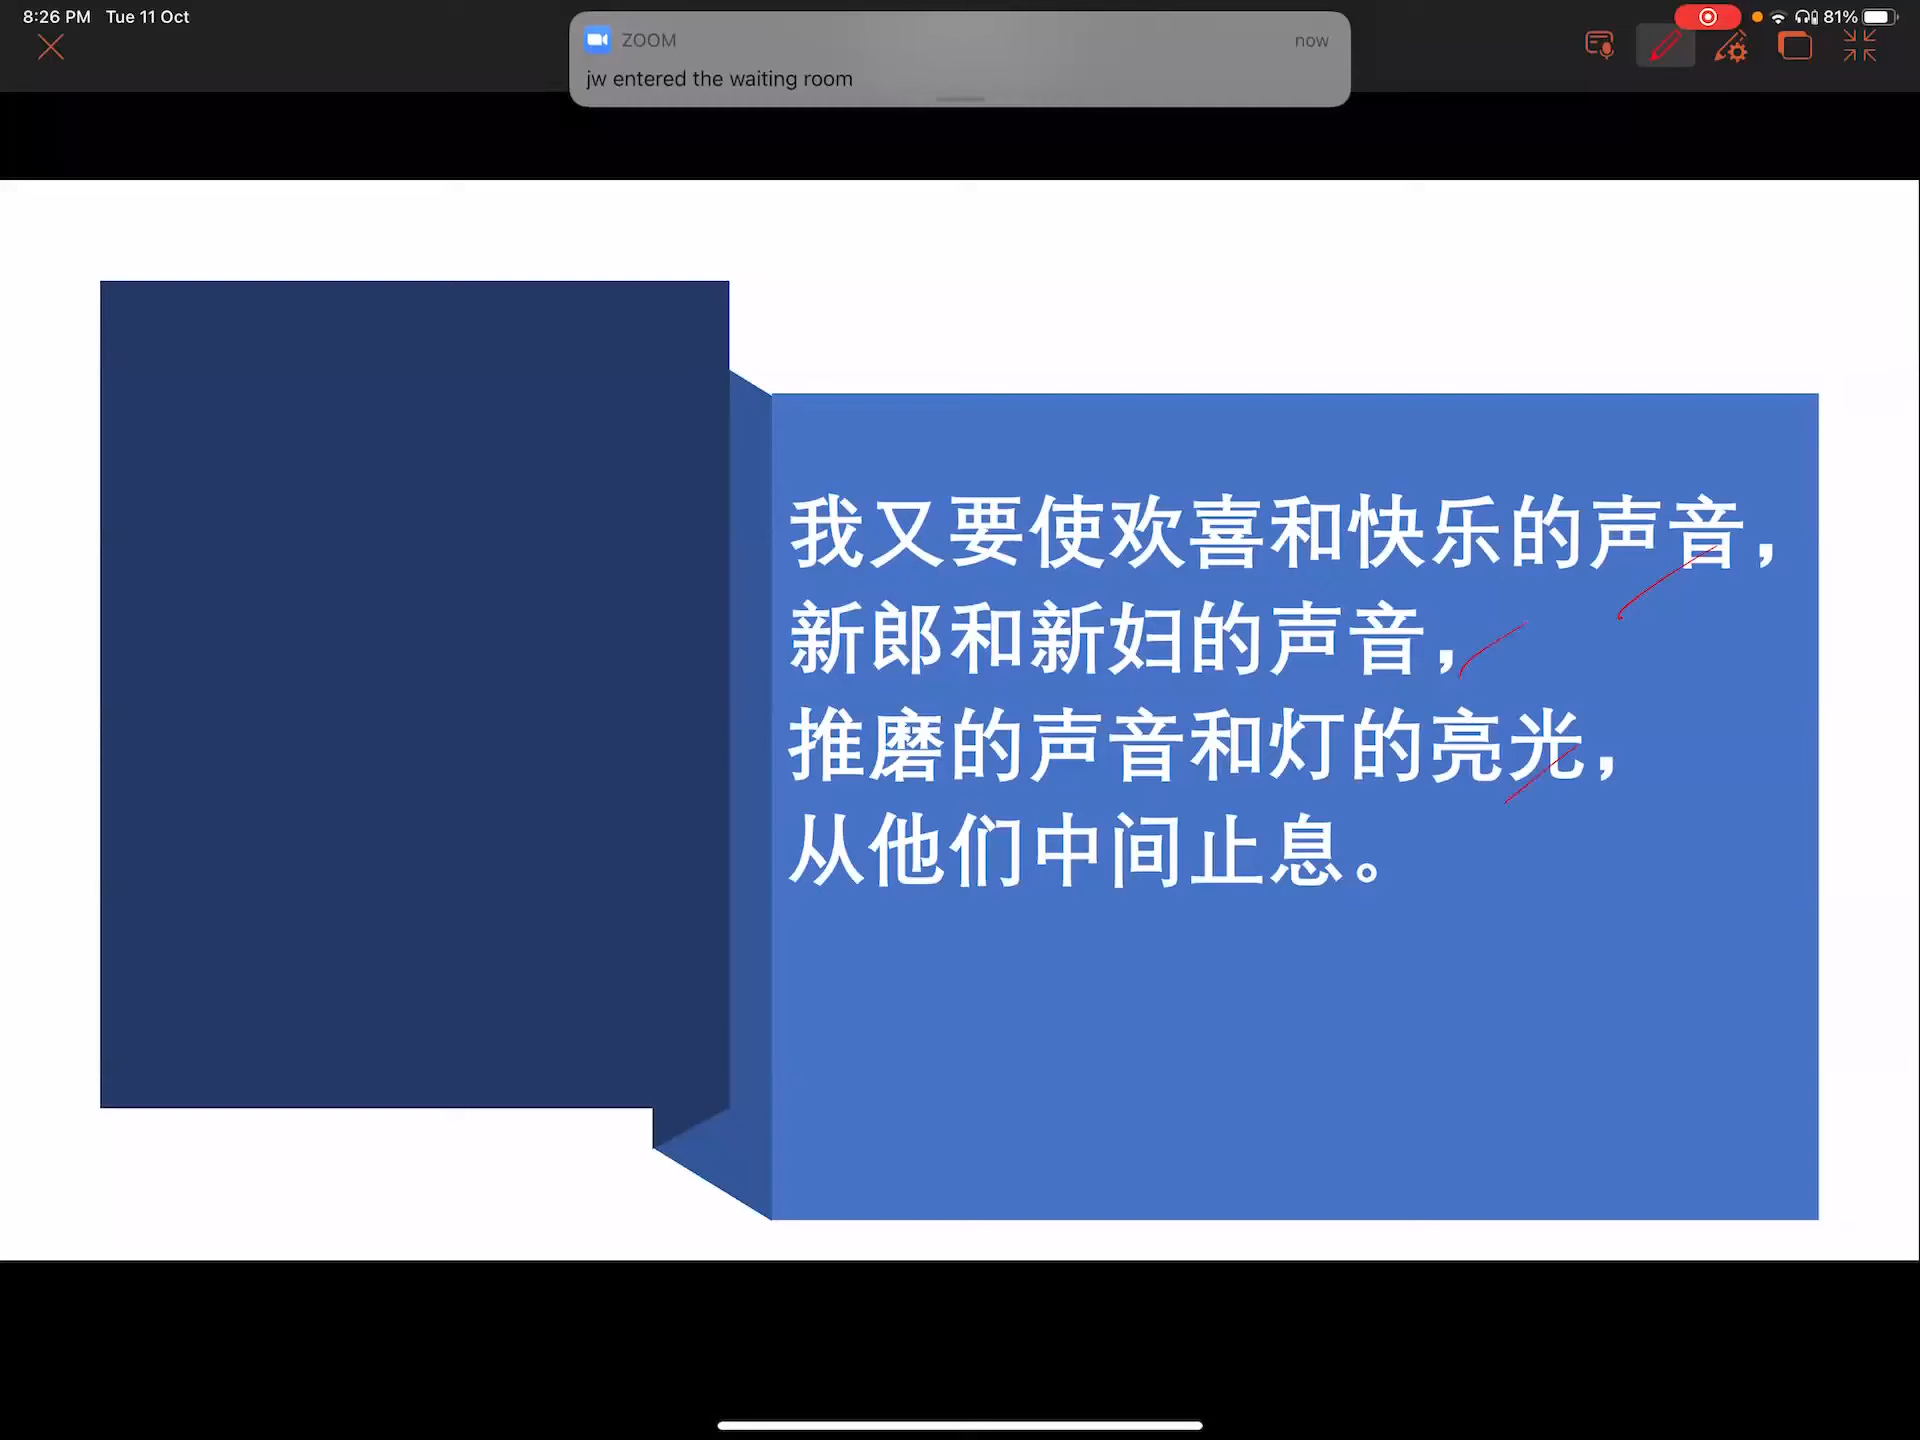 8:26 PM Tue 11 Oct
81%
ZOOM
now
jw entered the waiting room
我又要使欢喜和快乐的声音，
新郎和新妇的声音，
推磨的声音和灯的亮光，
从他们中间止息。